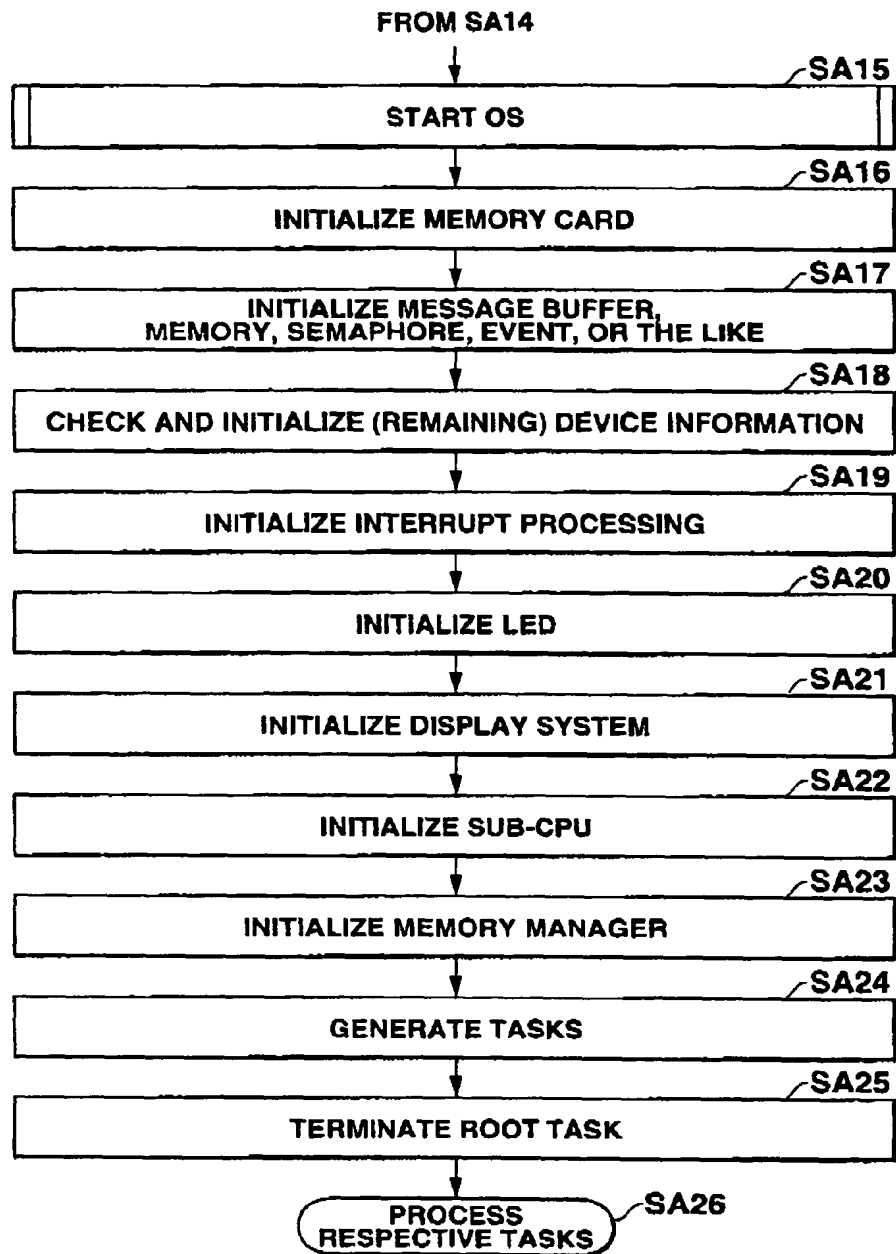 FROM SA14
SA15
START OS
SA16
INITIALIZE MEMORY CARD
SA17
INITIALIZE MESSAGE BUFFER,
MEMORY, SEMAPHORE, EVENT, OR THE LIKE
SA18
CHECK AND INITIALIZE (REMAINING) DEVICE INFORMATION
SA19
INITIALIZE INTERRUPT PROCESSING
SA20
INITIALIZE LED
SA21
INITIALIZE DISPLAY SYSTEM
SA22
INITIALIZE SUB-CPU
SA23
INITIALIZE MEMORY MANAGER
SA24
GENERATE TASKS
SA25
TERMINATE ROOT TASK
SA26
PROCESS
RESPECTIVE TASKS